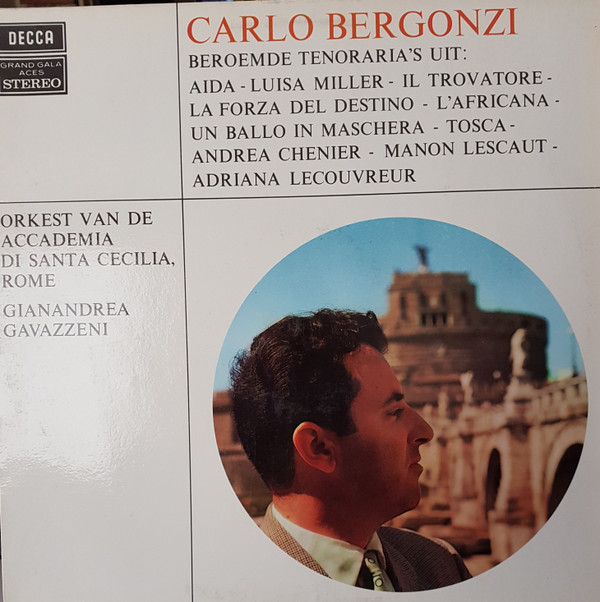 DECCA
GRAND GALA
ACES
STEREO
CARLO BERGONZI
BEROEMDE TENORARIA'S UIT:
AIDA - LUISA MILLER - IL TROVATORE -
LA FORZA DEL DESTINO - L'AFRICANA -
UN BALLO IN MASCHERA - TOSCA -
ANDREA CHENIER - MANON LESCAUT -
ADRIANA LECOUVREUR
ORKEST VAN DE
ACCADEMIA
DI SANTA CECILIA,
ROME
GIANANDREA
GAVAZZENI